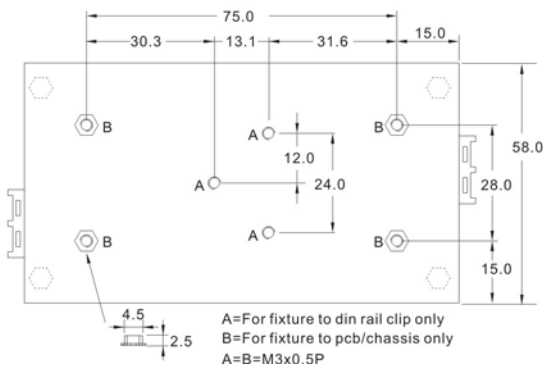 75.0
30.3 13.1 31.6 15.0
B A B
12.0 58.0
A 24.0 28.0
B A B
15.0
4.5
2.5
A=For fixture to din rail clip only
B=For fixture to pcb/chassis only
A=B=M3x0.5P